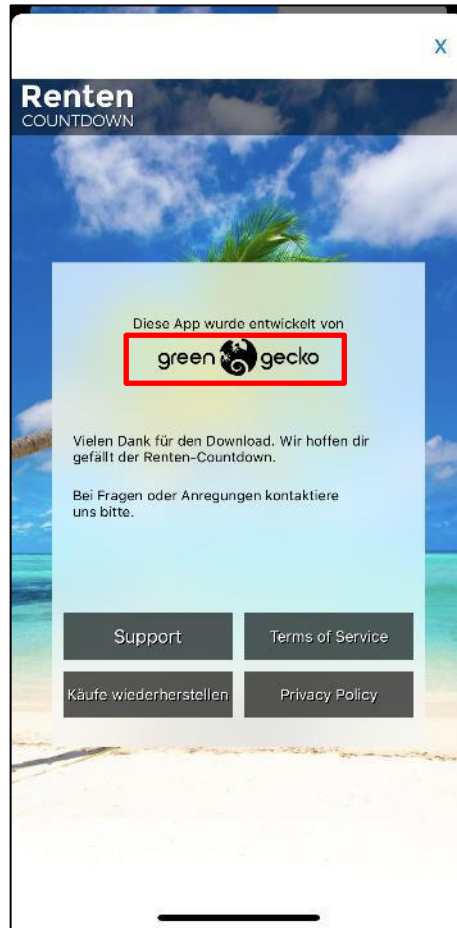 X
Renten
COUNTDOWN
Diese App wurde entwickelt von
green gecko
Vielen Dank für den Download. Wir hoffen dir
gefällt der Renten-Countdown.
Bei Fragen oder Anregungen kontaktiere
uns bitte.
Support
Terms of Service
Käufe wiederherstellen
Privacy Policy